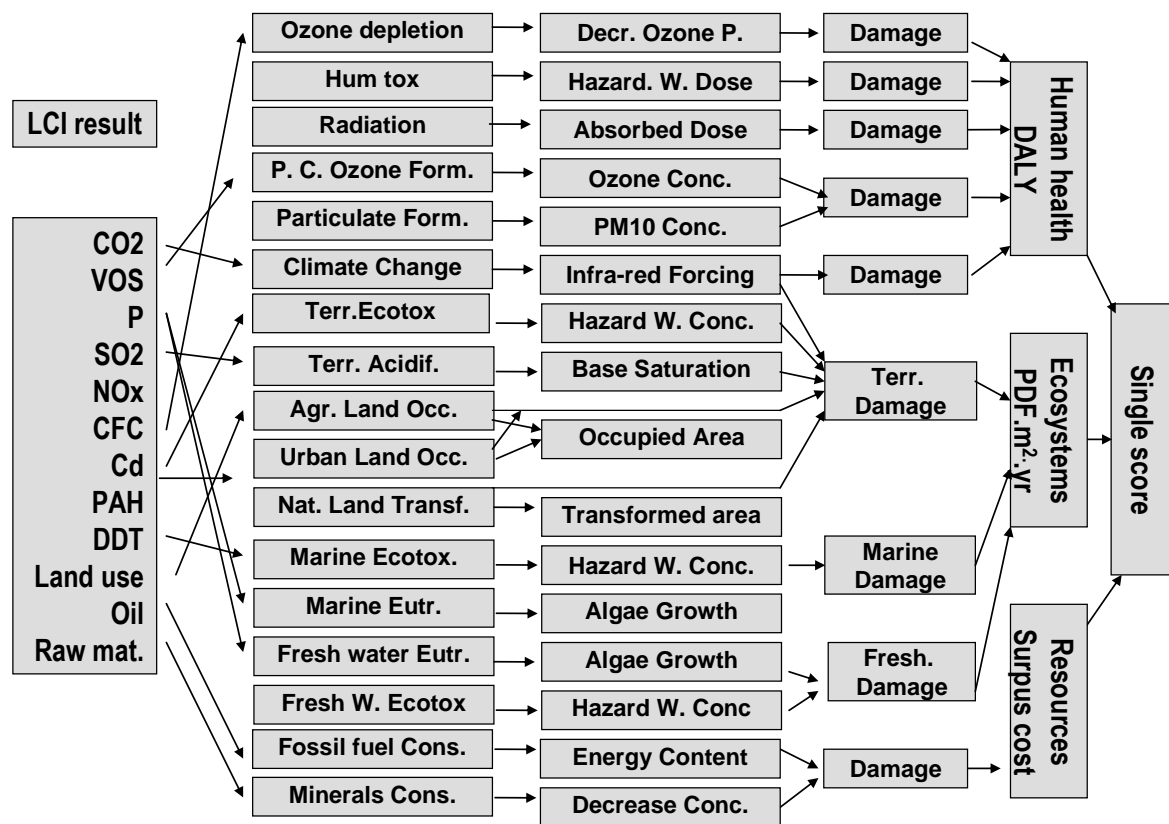 LCI result
CO2
VOS
P
SO2
NOx
CFC
Cd
PAH
DDT
Land use
Oil
Raw mat.
Ozone depletion
Hum tox
Radiation
P. C. Ozone Form.
Particulate Form.
Climate Change
Terr.Ecotox
Terr. Acidif.
Agr. Land Occ.
Urban Land Occ.
Nat. Land Transf.
Marine Ecotox.
Marine Eutr.
Fresh water Eutr.
Fresh W. Ecotox
Fossil fuel Cons.
Minerals Cons.
Decr. Ozone P.
Hazard. W. Dose
Absorbed Dose
Ozone Conc.
PM10 Conc.
Infra-red Forcing
Hazard W. Conc.
Base Saturation
Occupied Area
Transformed area
Hazard W. Conc.
Algae Growth
Algae Growth
Hazard W. Conc
Energy Content
Decrease Conc.
Damage
Damage
Damage
Damage
Damage
Terr.
Damage
Marine
Damage
Fresh.
Damage
Damage
Human health
DALY
Ecosystems
PDF.m².yr
Resources
Surpus cost
Single score